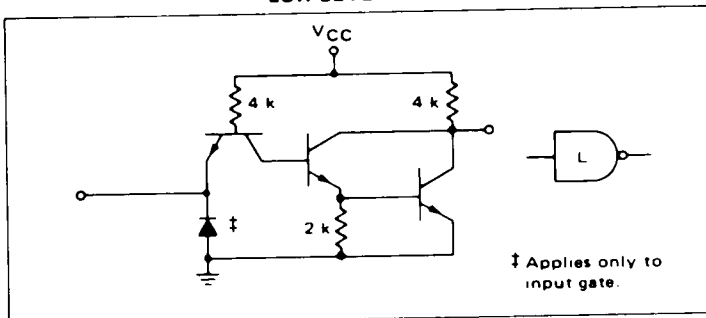 VCC
4 k
4 k
L
‡
2 k
‡ Applies only to
input gate.